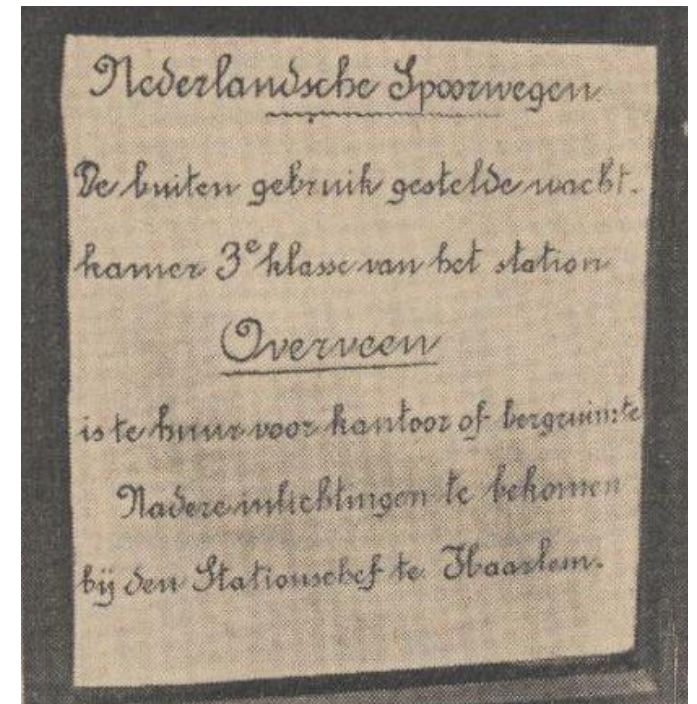 Nederlandsche Spoorwegen
De buiten gebruik gestelde wacht-
kamer 3e klasse van het station
Overveen
is te huur voor kantoor of bergruimte
Nadere inlichtingen te bekomen
bij den Stationschef te Haarlem.